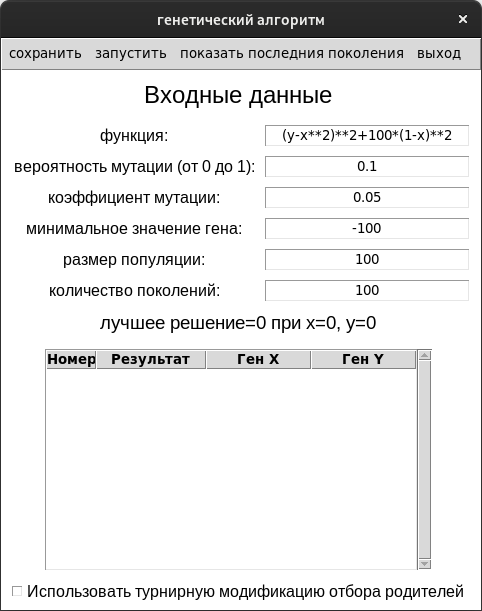 генетический алгоритм
сохранить запустить показать последния поколения выход
Входные данные
функция: (y-x**2)**2+100*(1-x)**2
вероятность мутации (от 0 до 1): 0.1
коэффициент мутации: 0.05
минимальное значение гена: -100
размер популяции: 100
количество поколений: 100
лучшее решение=0 при x=0, y=0
Номер Результат Ген X Ген Y
Использовать турнирную модификацию отбора родителей